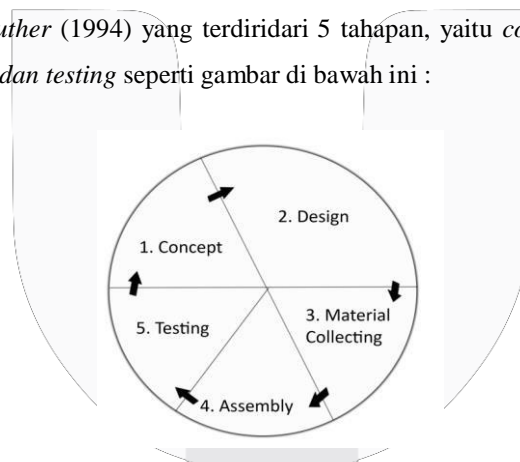 uther (1994) yang terdiridari 5 tahapan, yaitu co
dan testing seperti gambar di bawah ini :
2. Design
1. Concept
3. Material
Collecting
5. Testing
4. Assembly